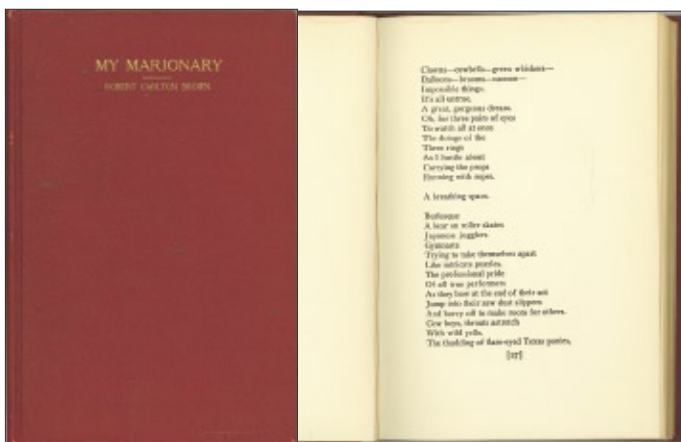 MY MARJONARY
ROBERT CARLTON BROWN
Clowns—cowbells—green whiskers—
Balloons—brooms—
Impossible things.
It's all untrue,
A great, gorgeous dream.
Oh, for three pairs of eyes
To watch all at once
The doings of the
Three rings
As I hustle about
Carrying the props
Running with ropes.
A breathing space.
Burlesque
A bear on roller skates
Japanese jugglers
Gymnasts
Trying to take themselves apart
Like intricate puzzles.
The professional pride
Of all true performers
As they bow at the end of their act
Jump into their new dust slippers
And hurry off to make room for others.
Cow boys, throats astretch
With wild yells.
The thudding of flare-eyed Texas ponies,
[27]